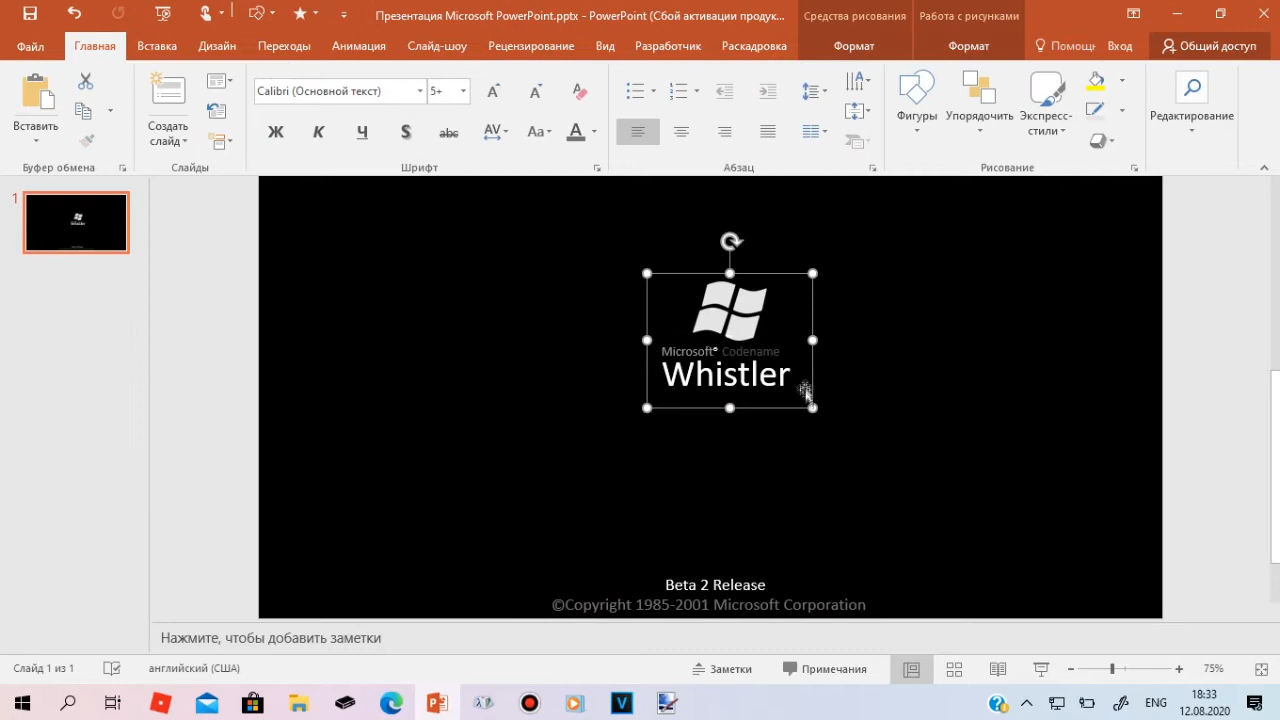 Презентация Microsoft PowerPoint.pptx - PowerPoint (Сбой активации продук...
Средства рисования
Работа с рисунками
Файл
Главная
Вставка
Дизайн
Переходы
Анимация
Слайд-шоу
Рецензирование
Вид
Разработчик
Раскадровка
Формат
Формат
Помощн
Вход
Общий доступ
Вставить
Создать
слайд
Calibri (Основной текст)
5+
Ж
К
Ч
S
abc
AV
Aa
A
Фигуры
Упорядочить
Экспресс-
стили
Редактирование
Буфер обмена
Слайды
Шрифт
Абзац
Рисование
1
Microsoft® Codename
Whistler
Beta 2 Release
©Copyright 1985-2001 Microsoft Corporation
Нажмите, чтобы добавить заметки
Слайд 1 из 1
английский (США)
Заметки
Примечания
75%
ENG
18:33
12.08.2020